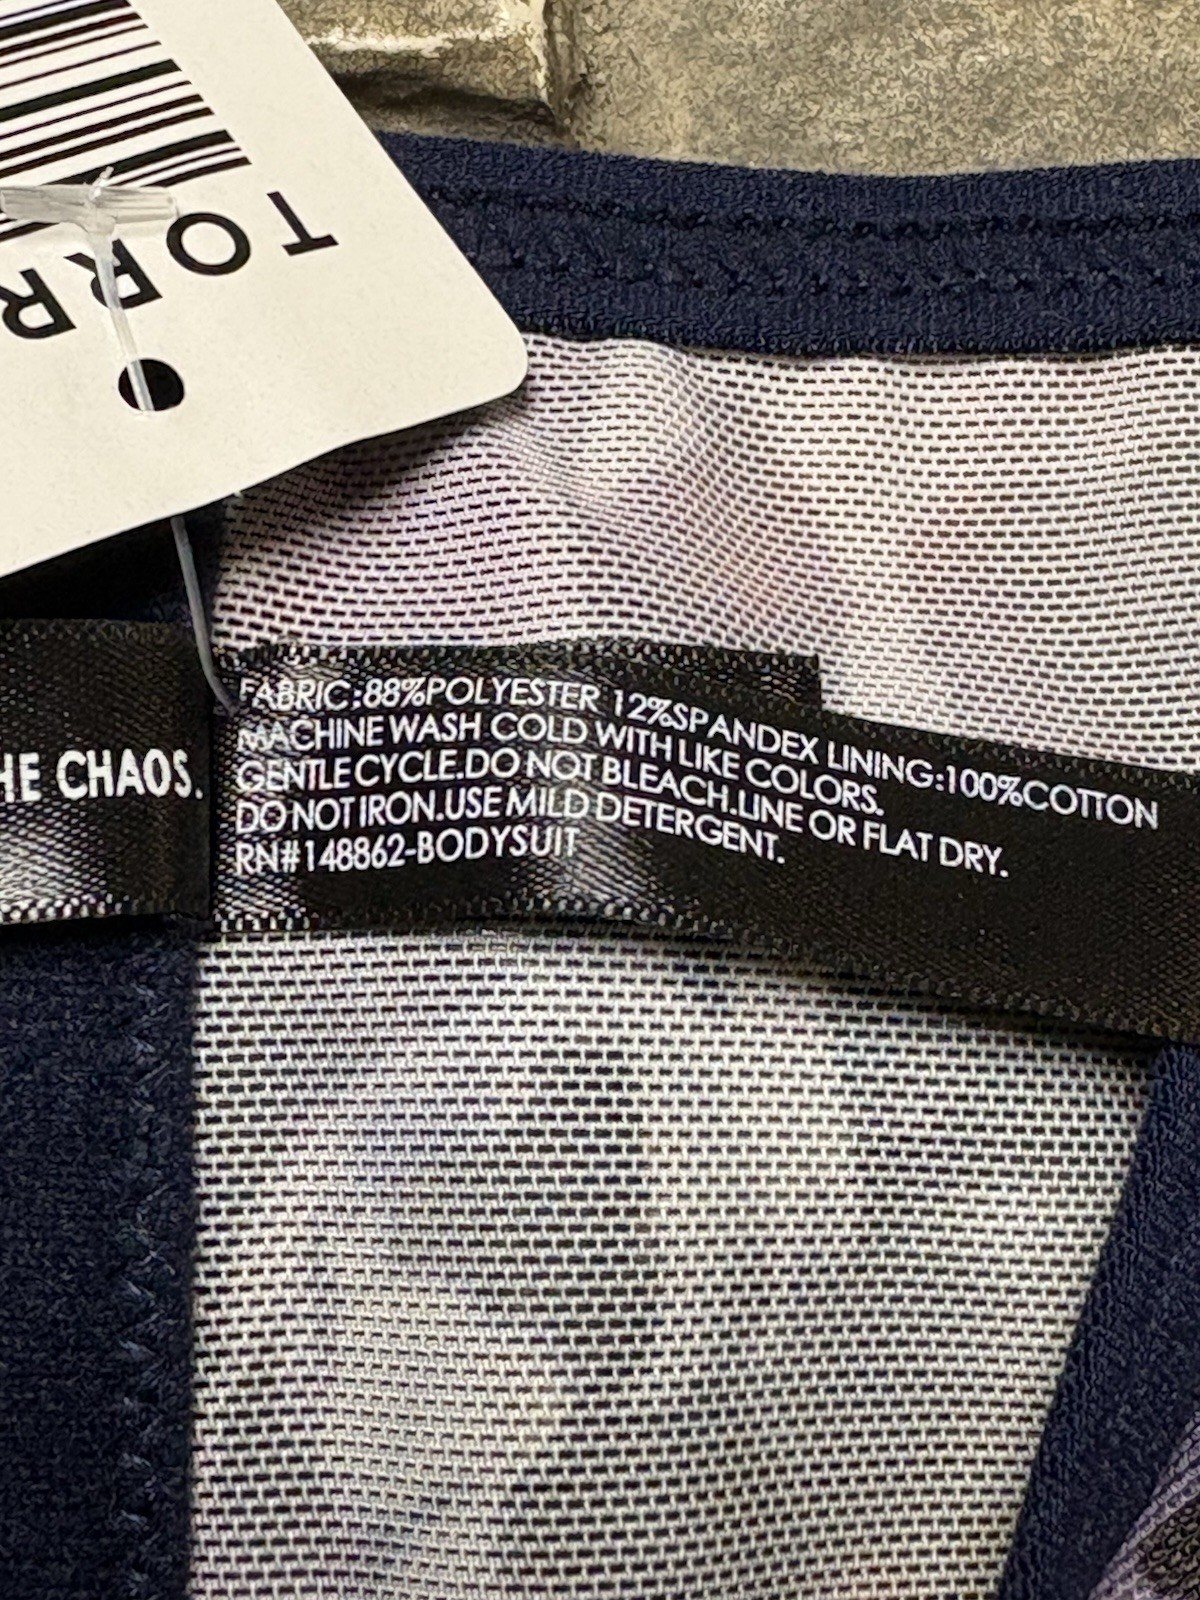 TORR
HE CHAOS.
FABRIC:88%POLYESTER 12%SPANDEX LINING:100%COTTON
MACHINE WASH COLD WITH LIKE COLORS.
GENTLE CYCLE.DO NOT BLEACH.LINE OR FLAT DRY.
DO NOT IRON.USE MILD DETERGENT.
RN#148862-BODYSUIT